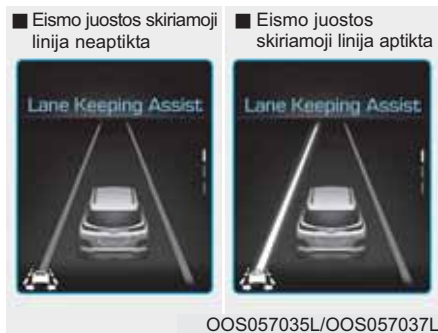 ■ Eismo juostos skiriamoji
linija neaptikta
■ Eismo juostos
skiriamoji linija aptikta
Lane Keeping Assist
Lane Keeping Assist
OOS057035L/OOS057037L